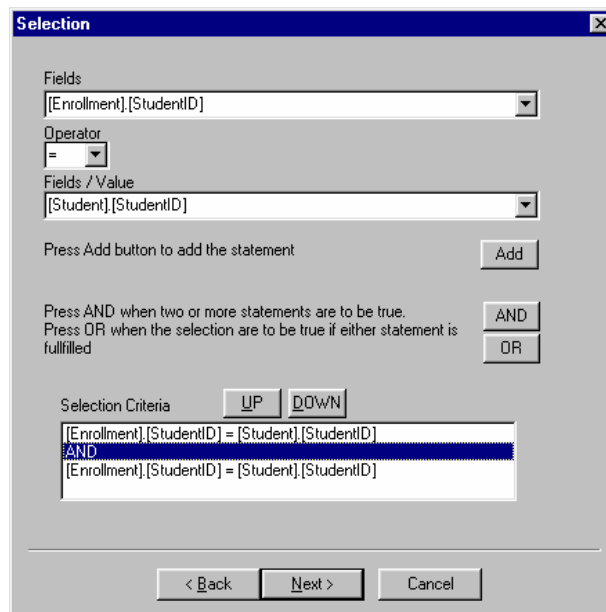 Selection
Fields
[Enrollment].[StudentID]
Operator
=
Fields / Value
[Student].[StudentID]
Press Add button to add the statement
Add
Press AND when two or more statements are to be true.
Press OR when the selection are to be true if either statement is
fullfilled
AND
OR
Selection Criteria
UP
DOWN
[Enrollment].[StudentID] = [Student].[StudentID]
AND
[Enrollment].[StudentID] = [Student].[StudentID]
< Back
Next >
Cancel